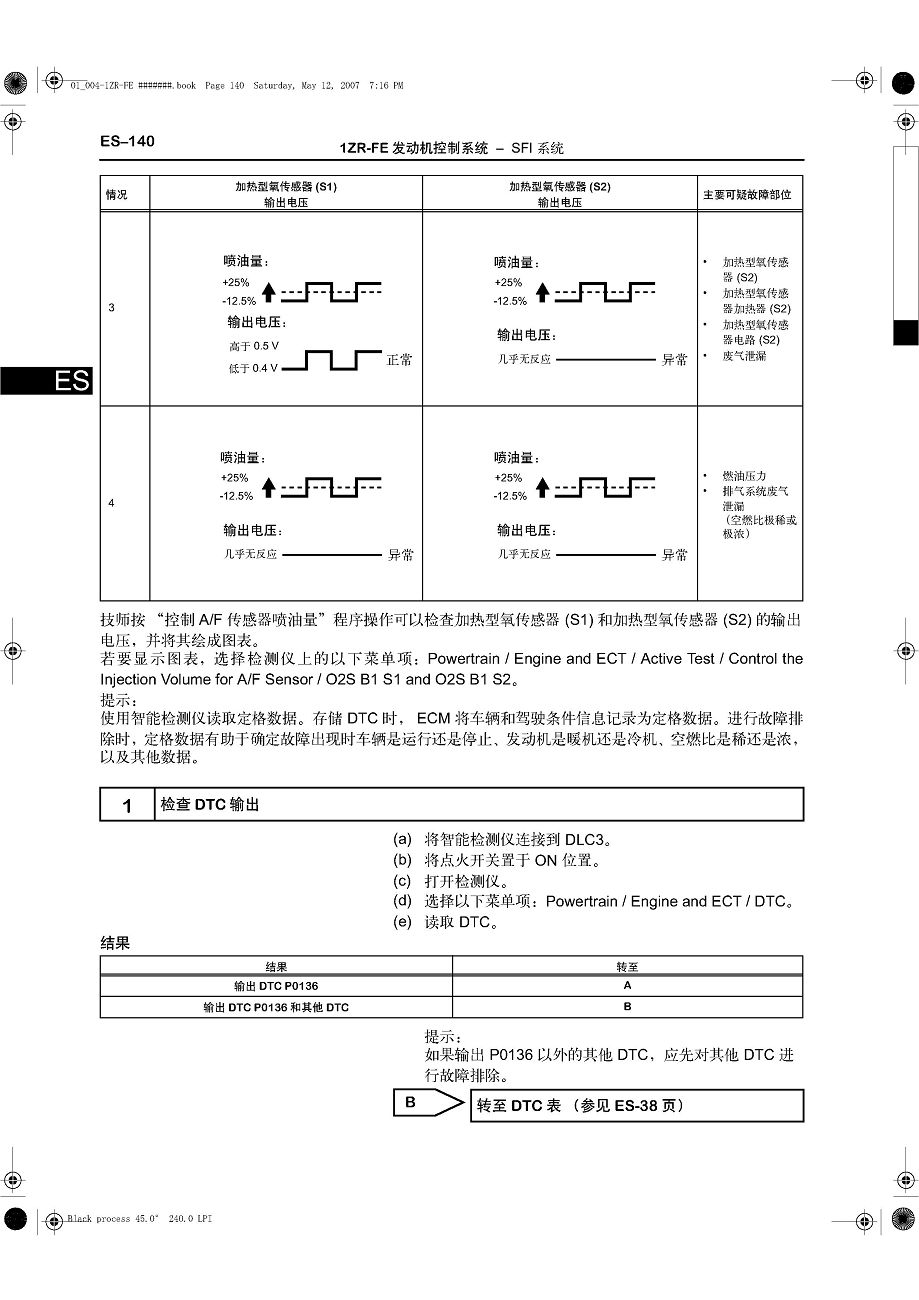 01_004-1ZR-FE #######.book Page 140 Saturday, May 12, 2007 7:16 PM
ES–140
1ZR-FE 发动机控制系统 – SFI 系统
情况
加热型氧传感器 (S1)
输出电压
加热型氧传感器 (S2)
输出电压
主要可疑故障部位
3
喷油量：
+25%
-12.5%
输出电压：
高于 0.5 V
低于 0.4 V
正常
喷油量：
+25%
-12.5%
输出电压：
几乎无反应
异常
• 加热型氧传感
器 (S2)
• 加热型氧传感
器加热器 (S2)
• 加热型氧传感
器电路 (S2)
• 废气泄漏
ES
4
喷油量：
+25%
-12.5%
输出电压：
几乎无反应
异常
喷油量：
+25%
-12.5%
输出电压：
几乎无反应
异常
• 燃油压力
• 排气系统废气
泄漏
（空燃比极稀或
极浓）
技师按 “控制 A/F 传感器喷油量” 程序操作可以检查加热型氧传感器 (S1) 和加热型氧传感器 (S2) 的输出
电压，并将其绘成图表。
若要显示图表，选择检测仪上的以下菜单项：Powertrain / Engine and ECT / Active Test / Control the
Injection Volume for A/F Sensor / O2S B1 S1 and O2S B1 S2。
提示：
使用智能检测仪读取定格数据。存储 DTC 时， ECM 将车辆和驾驶条件信息记录为定格数据。进行故障排
除时，定格数据有助于确定故障出现时车辆是运行还是停止、发动机是暖机还是冷机、空燃比是稀还是浓，
以及其他数据。
1
检查 DTC 输出
(a) 将智能检测仪连接到 DLC3。
(b) 将点火开关置于 ON 位置。
(c) 打开检测仪。
(d) 选择以下菜单项：Powertrain / Engine and ECT / DTC。
(e) 读取 DTC。
结果
结果
转至
输出 DTC P0136
A
输出 DTC P0136 和其他 DTC
B
提示：
如果输出 P0136 以外的其他 DTC，应先对其他 DTC 进
行故障排除。
B
转至 DTC 表 （参见 ES-38 页）
Black process 45.0° 240.0 LPI